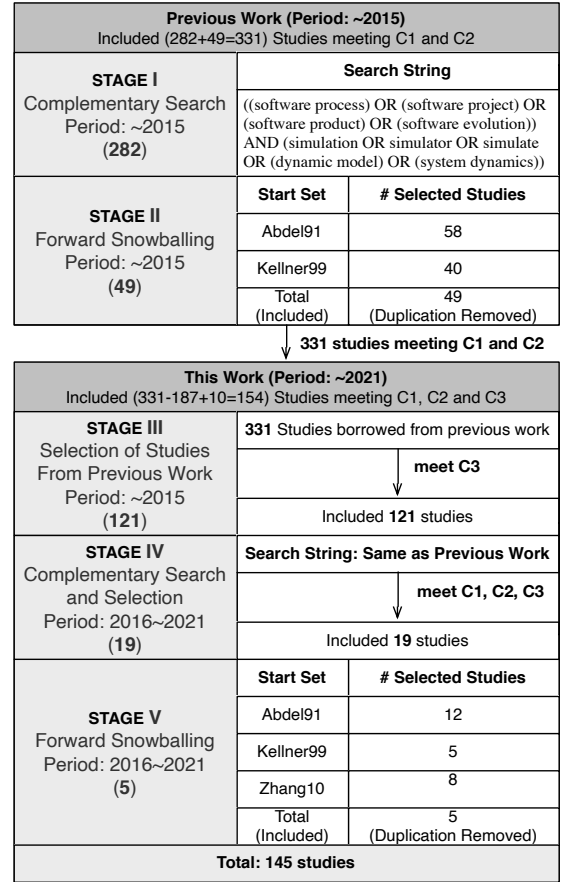 Previous Work (Period: ~2015)
Included (282+49=331) Studies meeting C1 and C2
STAGE I
Complementary Search
Period: ~2015
(282)
Search String
((software process) OR (software project) OR
(software product) OR (software evolution))
AND (simulation OR simulator OR simulate
OR (dynamic model) OR (system dynamics))
STAGE II
Forward Snowballing
Period: ~2015
(49)
Start Set # Selected Studies
Abdel91 58
Kellner99 40
Total 49
(Included) (Duplication Removed)
331 studies meeting C1 and C2
This Work (Period: ~2021)
Included (331-187+10=154) Studies meeting C1, C2 and C3
STAGE III
Selection of Studies
From Previous Work
Period: ~2015
(121)
331 Studies borrowed from previous work
meet C3
Included 121 studies
STAGE IV
Complementary Search
and Selection
Period: 2016~2021
(19)
Search String: Same as Previous Work
meet C1, C2, C3
Included 19 studies
STAGE V
Forward Snowballing
Period: 2016~2021
(5)
Start Set # Selected Studies
Abdel91 12
Kellner99 5
Zhang10 8
Total 5
(Included) (Duplication Removed)
Total: 145 studies